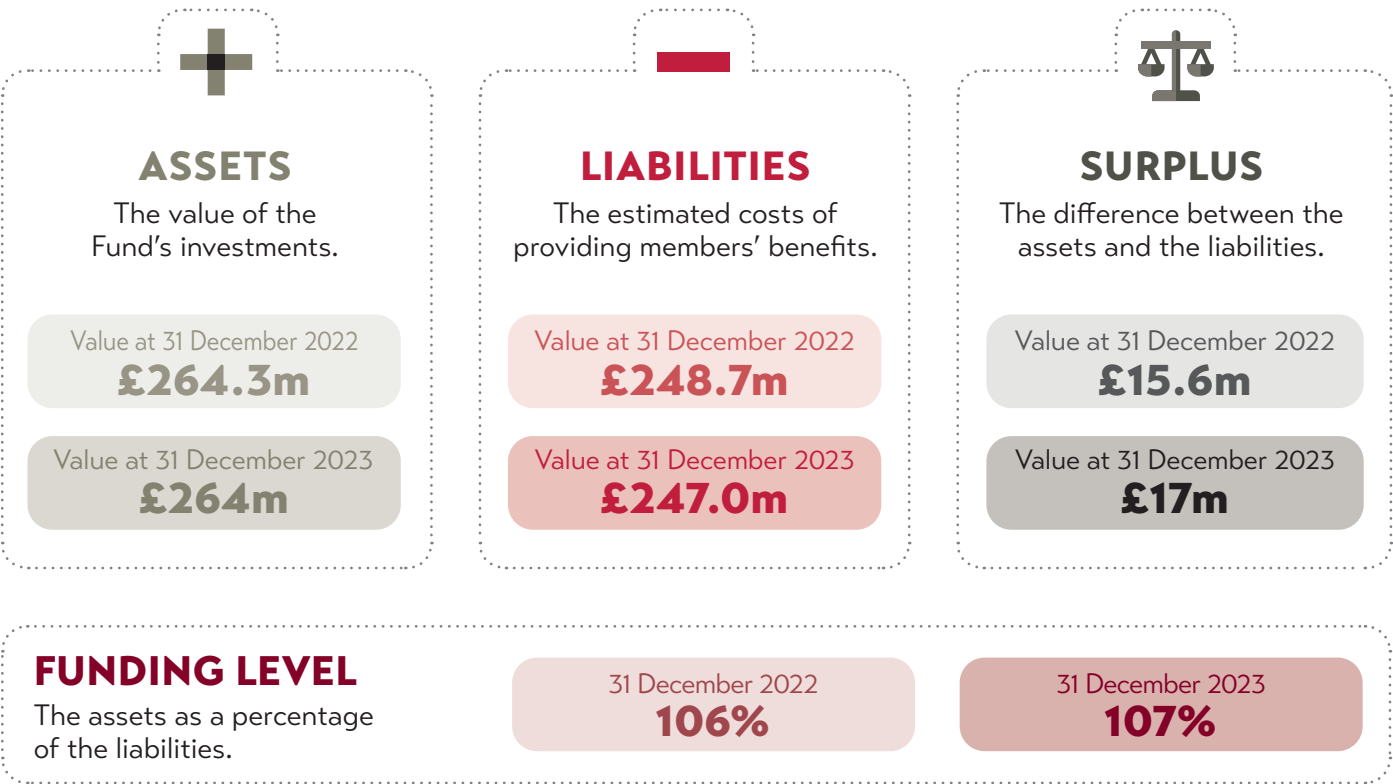 ASSETS
The value of the
Fund's investments.
Value at 31 December 2022
£264.3m
Value at 31 December 2023
£264m
LIABILITIES
The estimated costs of
providing members' benefits.
Value at 31 December 2022
£248.7m
Value at 31 December 2023
£247.0m
SURPLUS
The difference between the
assets and the liabilities.
Value at 31 December 2022
£15.6m
Value at 31 December 2023
£17m
FUNDING LEVEL
The assets as a percentage
of the liabilities.
31 December 2022
106%
31 December 2023
107%